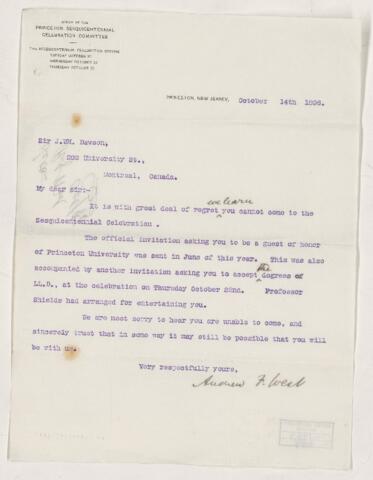 PRINCETON SESQUICENTENNIAL
CELEBRATION COMMITTEE
PRINCETON, NEW JERSEY, October 14th 1896.
Sir J.WM. Dawson,
University St.,
Montreal, Canada.
My dear sir:-
we learn
It is with great deal of regret you cannot come to the
Sesquicentennial Celebration .
The official invitation asking you to be a guest of honor
of Princeton University was sent in June of this year. This was also
accompanied by another invitation asking you to accept the degree of
LL.D., at the celebration on Thursday October 22nd. Professor
Shields had arranged for entertaining you.
We are most sorry to hear you are unable to come, and
sincerely trust that in some way it may still be possible that you will
be with us.
Very respectfully yours,
Andrew F. West